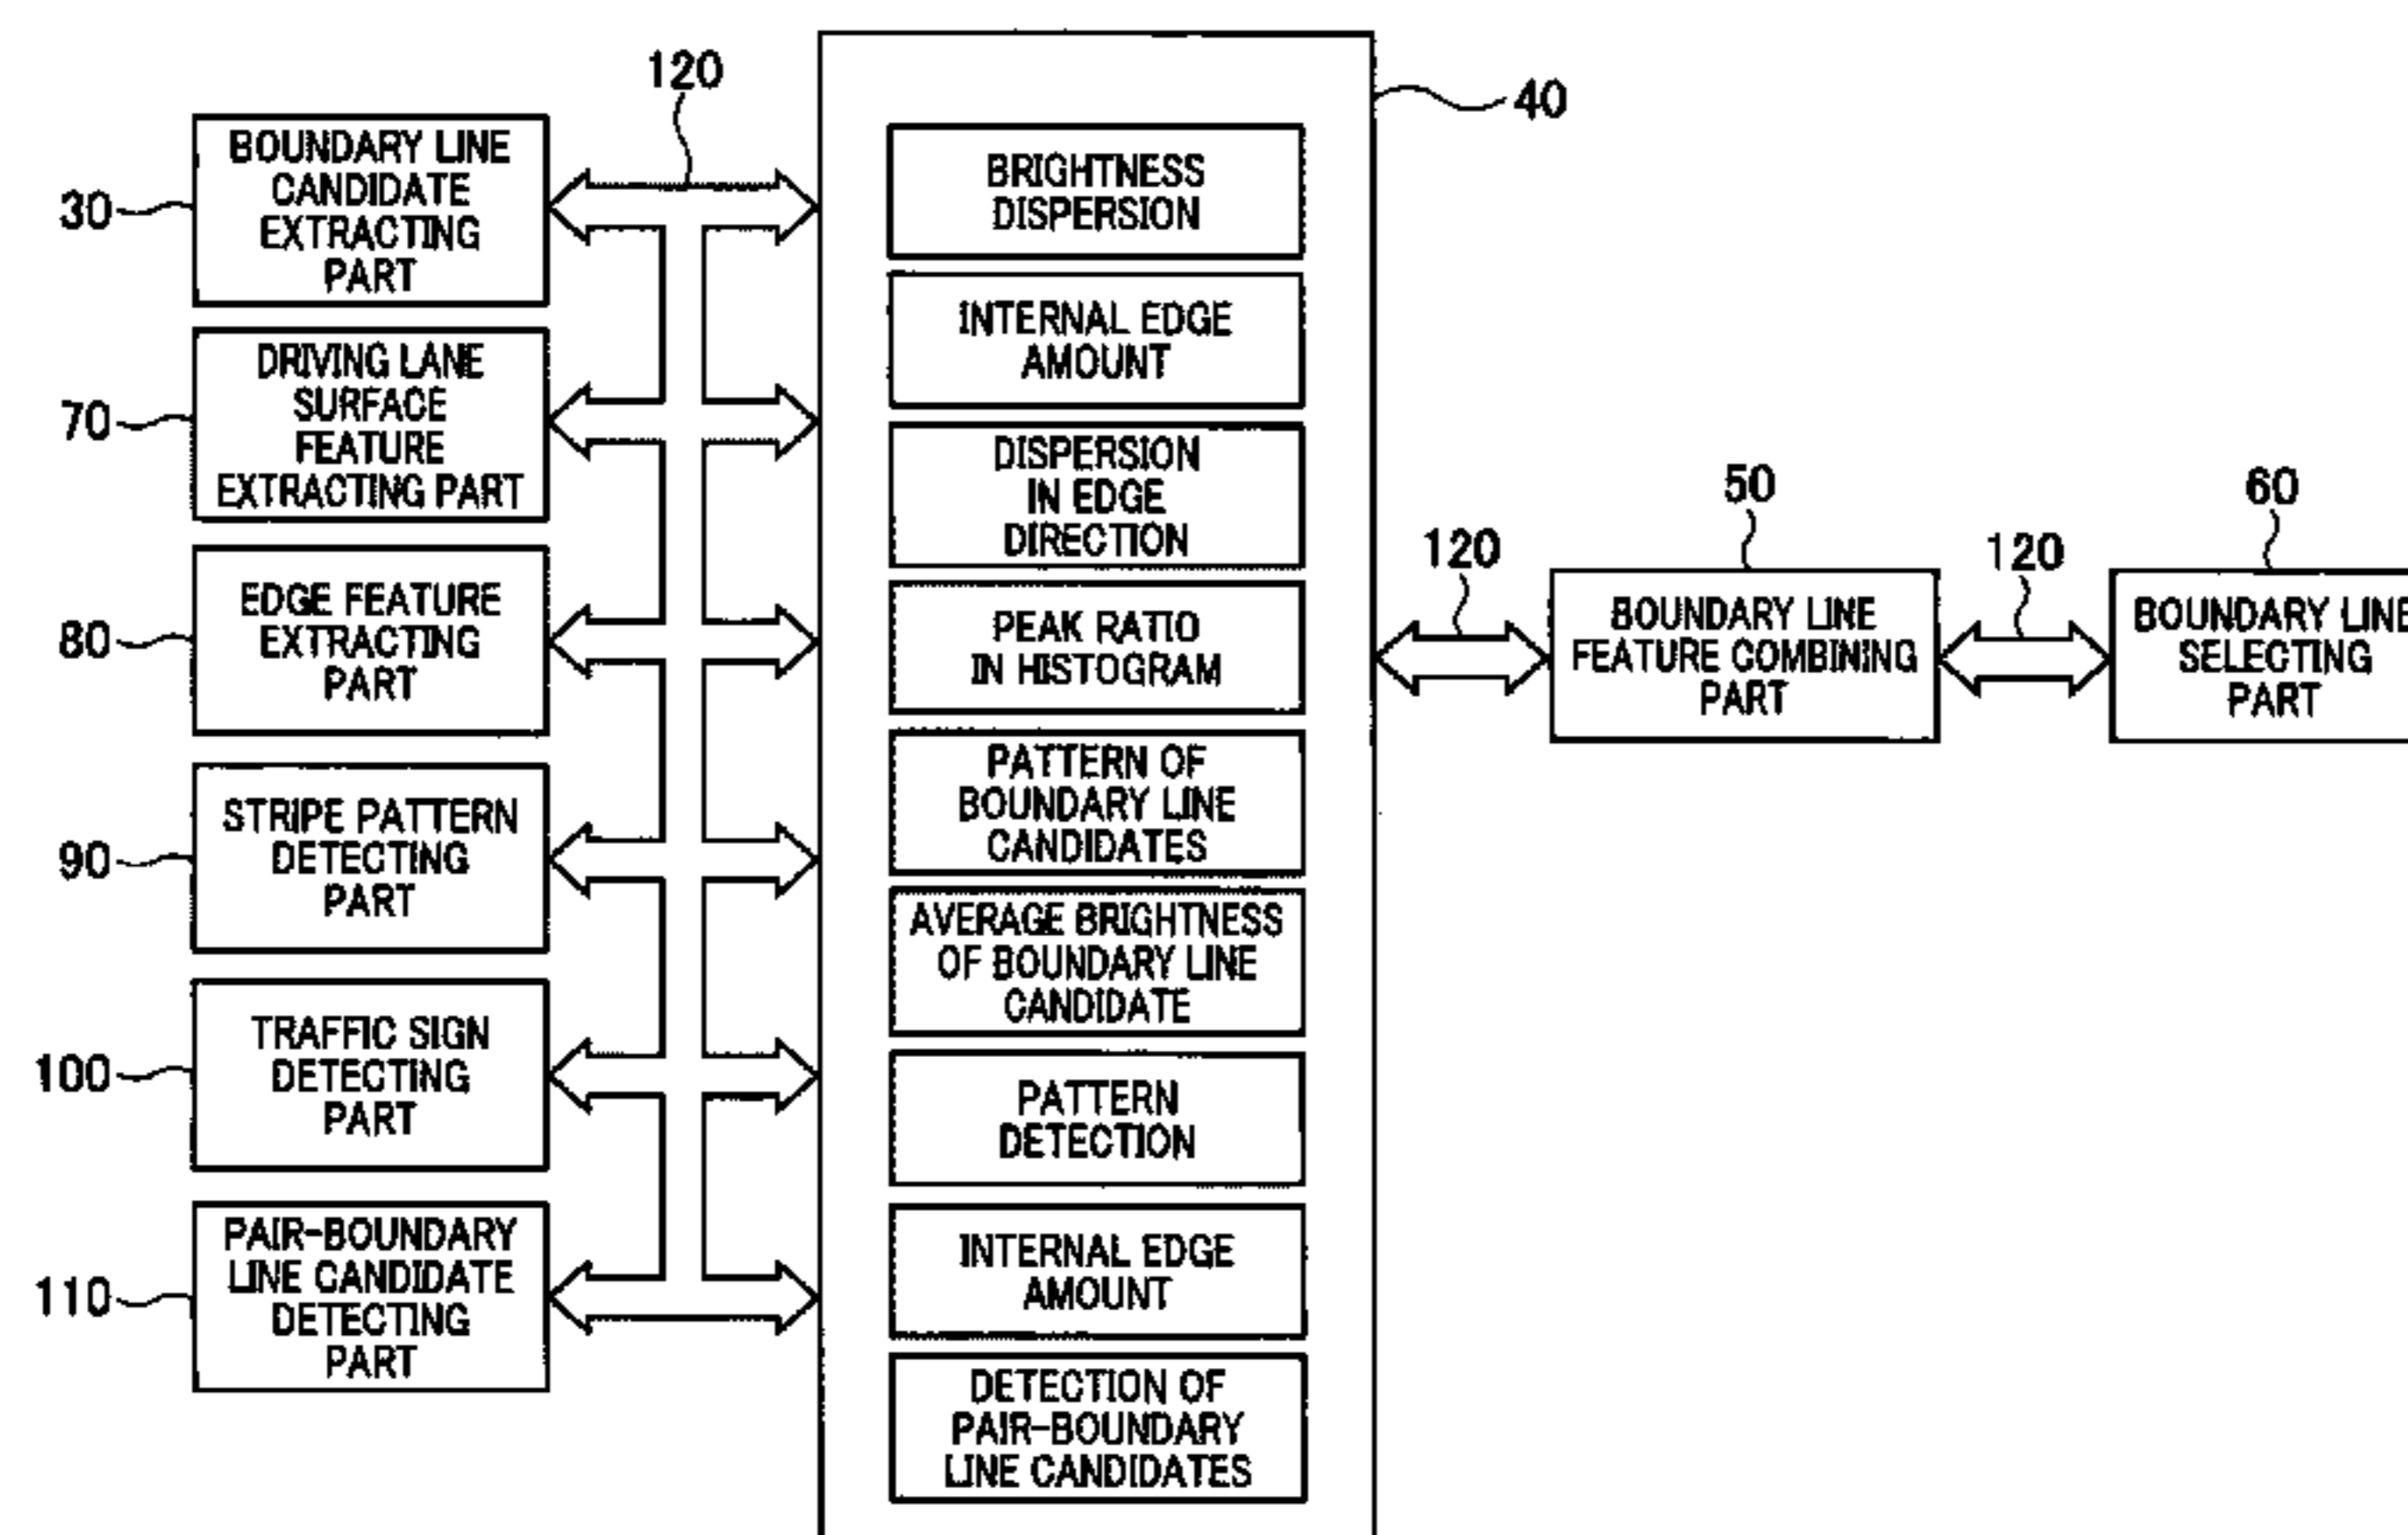 120
40
BOUNDARY LINE
CANDIDATE
EXTRACTING
PART
30
DRIVING LANE
SURFACE
FEATURE
EXTRACTING PART
70
EDGE FEATURE
EXTRACTING
PART
80
STRIPE PATTERN
DETECTING
PART
90
TRAFFIC SIGN
DETECTING
PART
100
PAIR-BOUNDARY
LINE CANDIDATE
DETECTING
PART
110
BRIGHTNESS
DISPERSION
INTERNAL EDGE
AMOUNT
DISPERSION
IN EDGE
DIRECTION
PEAK RATIO
IN HISTOGRAM
PATTERN OF
BOUNDARY LINE
CANDIDATES
AVERAGE BRIGHTNESS
OF BOUNDARY LINE
CANDIDATE
PATTERN
DETECTION
INTERNAL EDGE
AMOUNT
DETECTION OF
PAIR-BOUNDARY
LINE CANDIDATES
120
50
BOUNDARY LINE
FEATURE COMBINING
PART
120
60
BOUNDARY LINE
SELECTING
PART